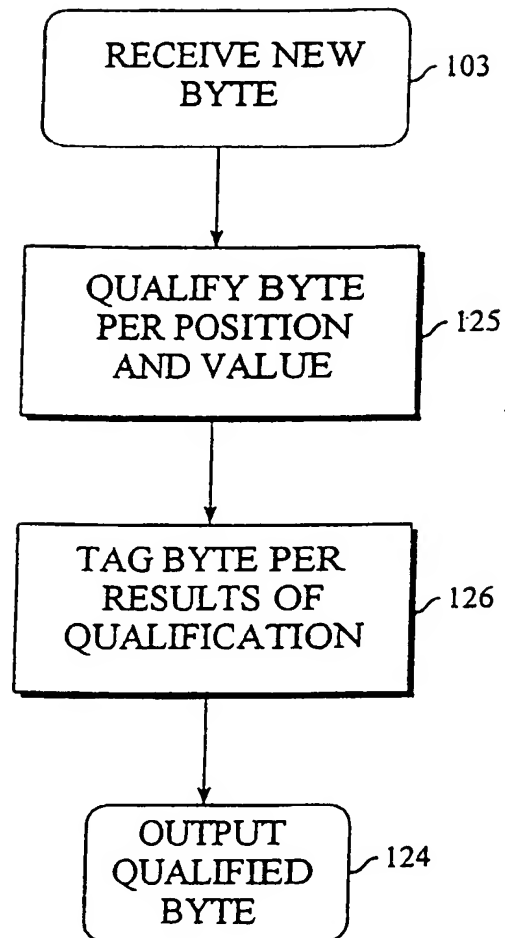 RECEIVE NEW
BYTE
103
QUALIFY BYTE
PER POSITION
AND VALUE
125
TAG BYTE PER
RESULTS OF
QUALIFICATION
126
OUTPUT
QUALIFIED
BYTE
124